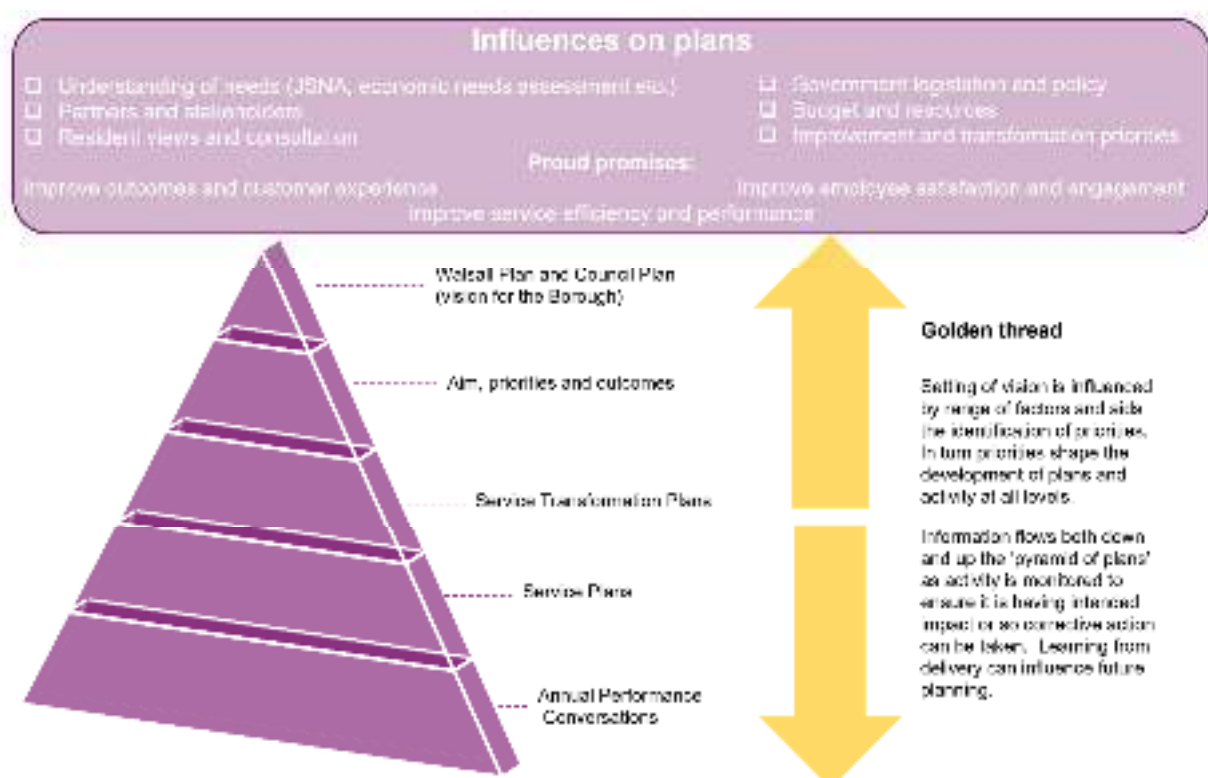 Influences on plans
❑ Understanding of needs (JSNA, economic needs assessment etc.)
❑ Partners and stakeholders
❑ Resident views and consultation
❑ Government legislation and policy
❑ Budget and resources
❑ Improvement and transformation priorities
Proud promises:
Improve outcomes and customer experience
Improve employee satisfaction and engagement
Improve service efficiency and performance
Walsall Plan and Council Plan
(vision for the Borough)
Aim, priorities and outcomes
Service Transformation Plans
Service Plans
Annual Performance
Conversations
Golden thread
Setting of vision is influenced
by range of factors and aids
the identification of priorities.
In turn priorities shape the
development of plans and
activity at all levels.
Information flows both down
and up the 'pyramid of plans'
as activity is monitored to
ensure it is having intended
impact or so corrective action
can be taken. Learning from
delivery can influence future
planning.